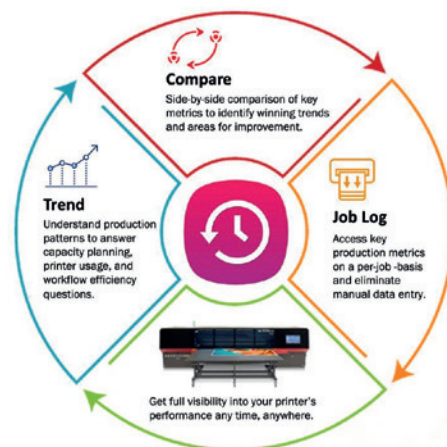 Compare
Side-by-side comparison of key
metrics to identify winning trends
and areas for improvement.
Trend
Understand production
patterns to answer
capacity planning,
printer usage, and
workflow efficiency
questions.
Job Log
Access key
production metrics
on a per-job -basis
and eliminate
manual data entry.
Get full visibility into your printer's
performance any time, anywhere.